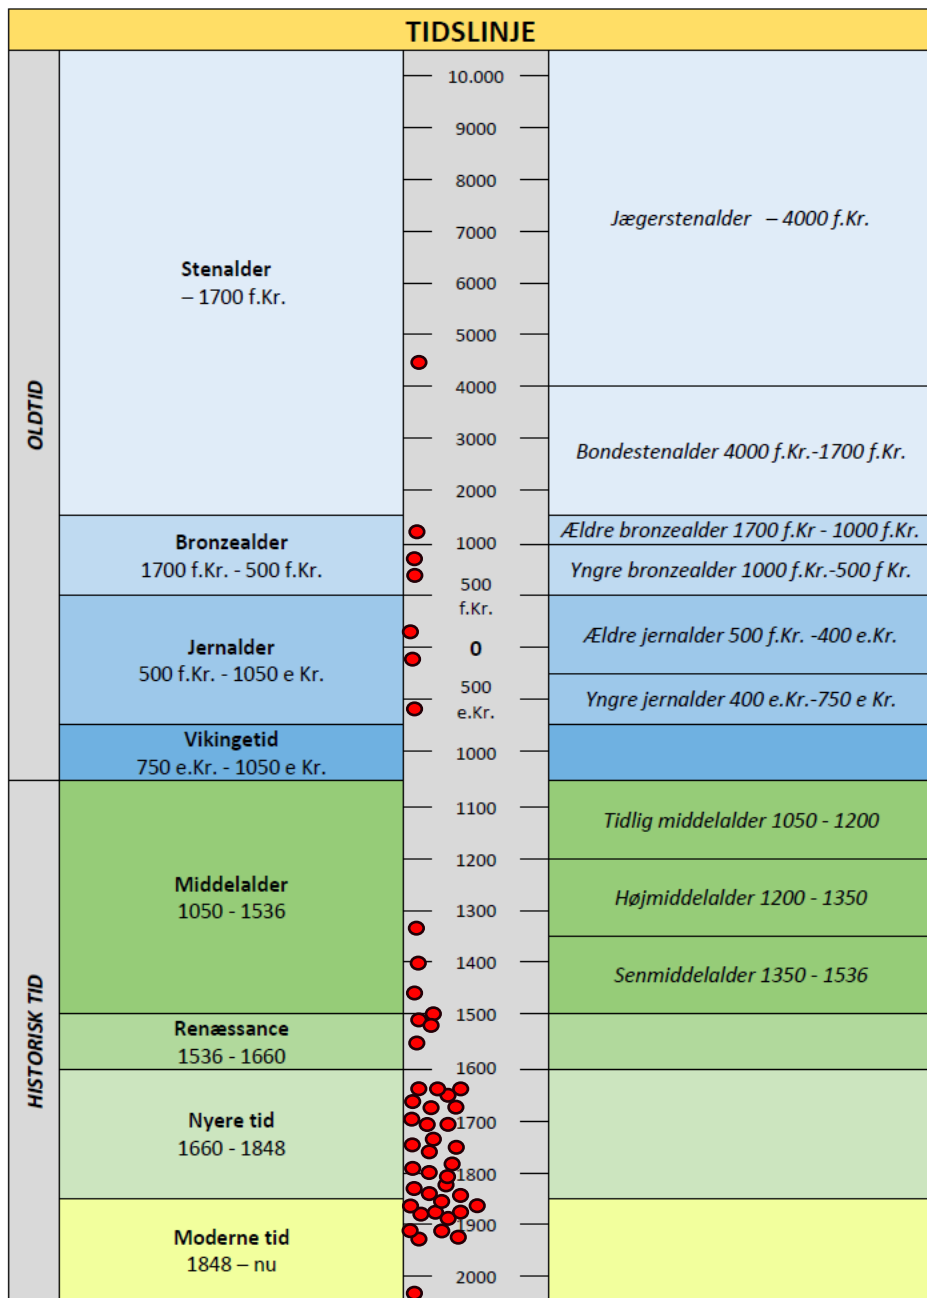 TIDSLINJE
OLDTID
Stenalder
– 1700 f.Kr.
Bronzealder
1700 f.Kr. - 500 f.Kr.
Jernalder
500 f.Kr. - 1050 e Kr.
Vikingetid
750 e.Kr. - 1050 e Kr.
10.000
9000
8000
7000
6000
5000
4000
3000
2000
1000
500
f.Kr.
0
500
e.Kr.
1000
Jægerstenalder – 4000 f.Kr.
Bondestenalder 4000 f.Kr.-1700 f.Kr.
Ældre bronzealder 1700 f.Kr - 1000 f.Kr.
Yngre bronzealder 1000 f.Kr.-500 f Kr.
Ældre jernalder 500 f.Kr. -400 e.Kr.
Yngre jernalder 400 e.Kr.-750 e Kr.
HISTORISK TID
Middelalder
1050 - 1536
Renæssance
1536 - 1660
Nyere tid
1660 - 1848
Moderne tid
1848 – nu
1100
1200
1300
1400
1500
1600
1700
1800
1900
2000
Tidlig middelalder 1050 - 1200
Højmiddelalder 1200 - 1350
Senmiddelalder 1350 - 1536